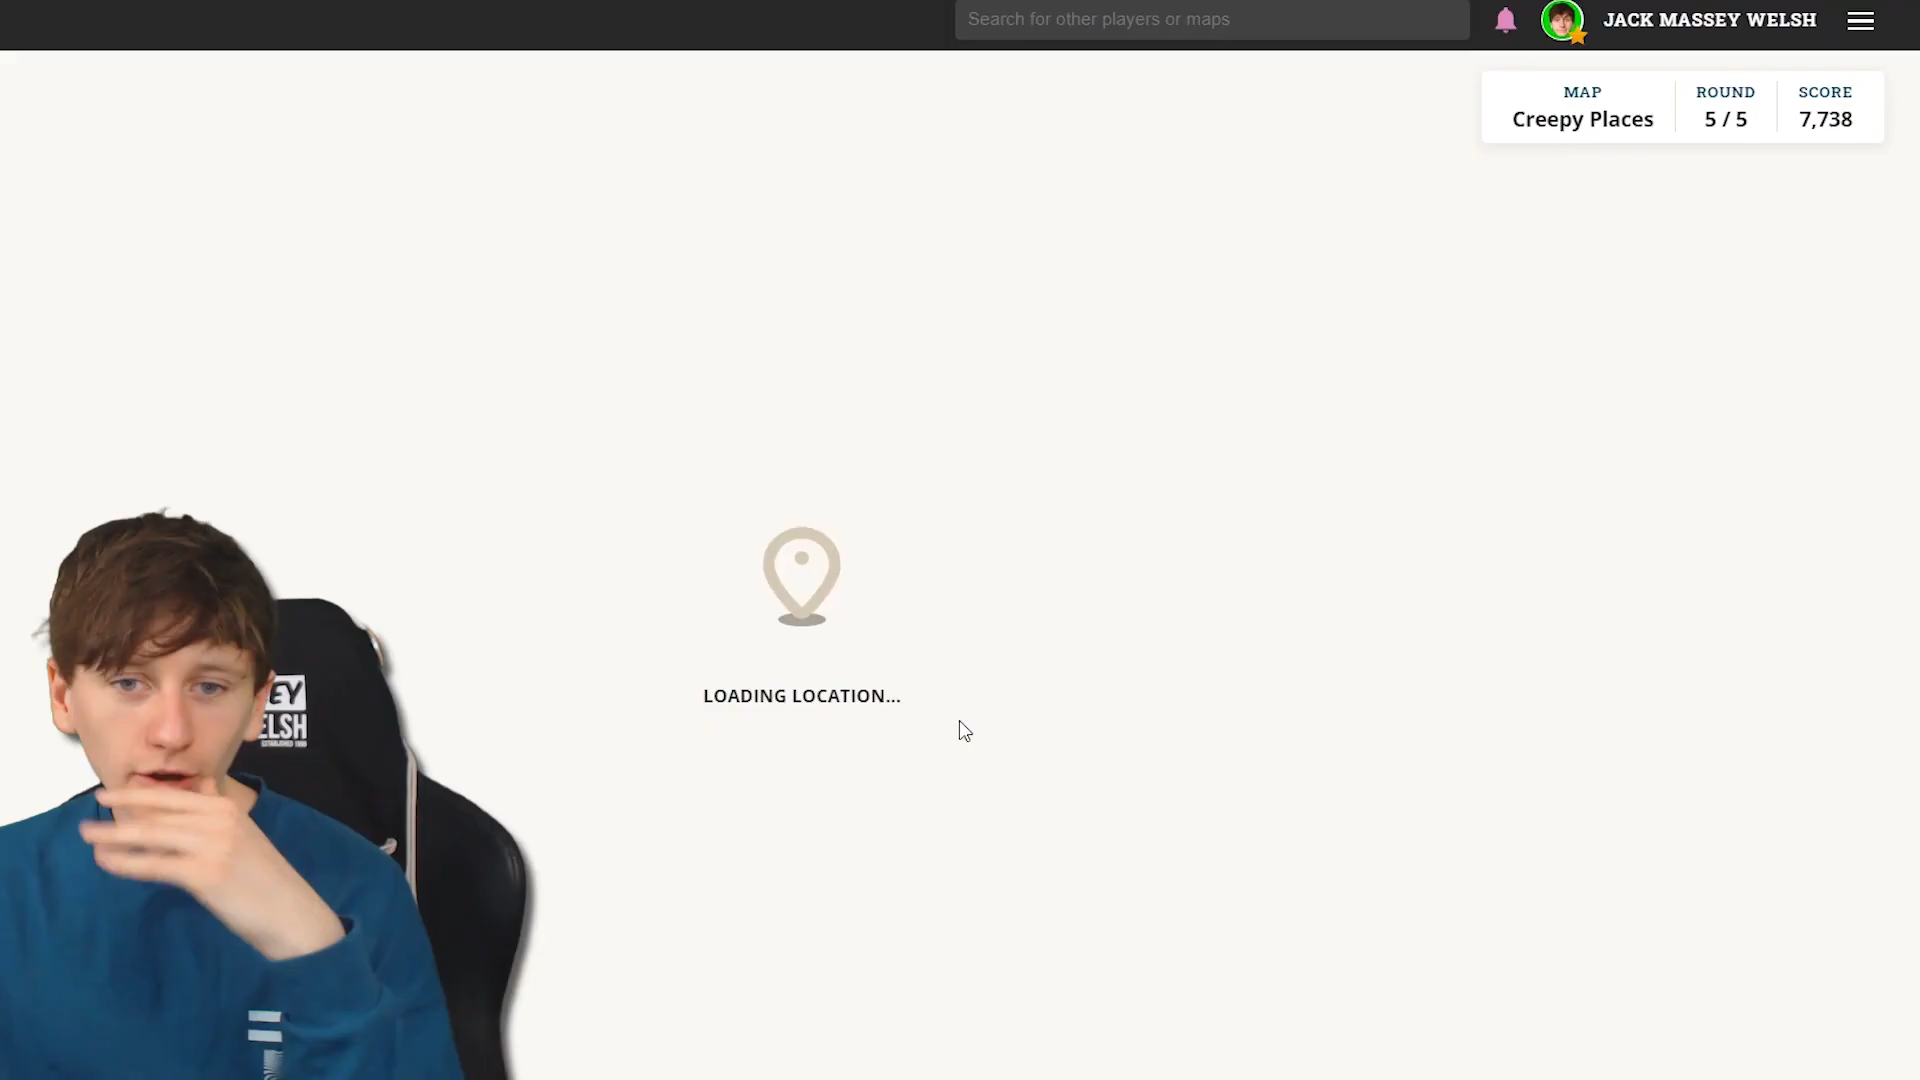 Search for other players or maps
JACK MASSEY WELSH
MAP
Creepy Places
ROUND
5 / 5
SCORE
7,738
LOADING LOCATION...
EY
ELSH